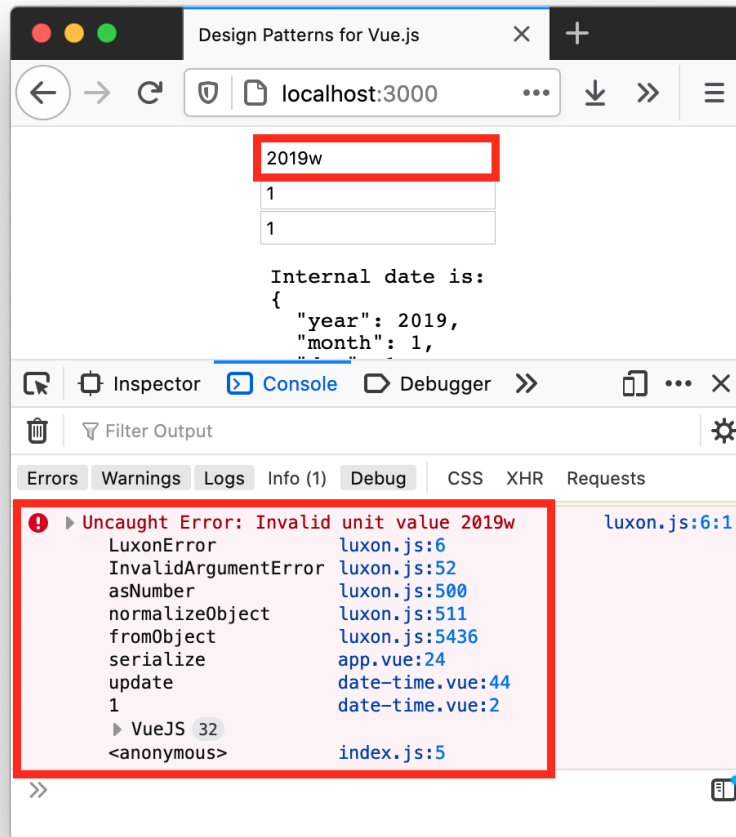 Design Patterns for Vue.js
localhost:3000
2019w
1
1
Internal date is:
{
"year": 2019,
"month": 1,
Inspector Console Debugger
Filter Output
Errors Warnings Logs Info (1) Debug CSS XHR Requests
Uncaught Error: Invalid unit value 2019w luxon.js:6:1
LuxonError luxon.js:6
InvalidArgumentError luxon.js:52
asNumber luxon.js:500
normalizeObject luxon.js:511
fromObject luxon.js:5436
serialize app.vue:24
update date-time.vue:44
1 date-time.vue:2
VueJS 32
<anonymous> index.js:5